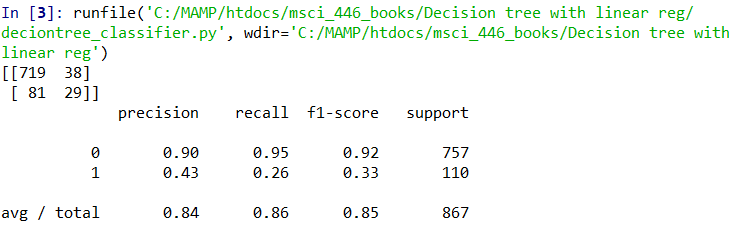 In [3]: runfile('C:/MAMP/htdocs/msci_446_books/Decision tree with linear reg/
deciontree_classifier.py', wdir='C:/MAMP/htdocs/msci_446_books/Decision tree with
linear reg')
[[719  38]
 [ 81  29]]
             precision    recall  f1-score   support

          0       0.90      0.95      0.92       757
          1       0.43      0.26      0.33       110

avg / total       0.84      0.86      0.85       867